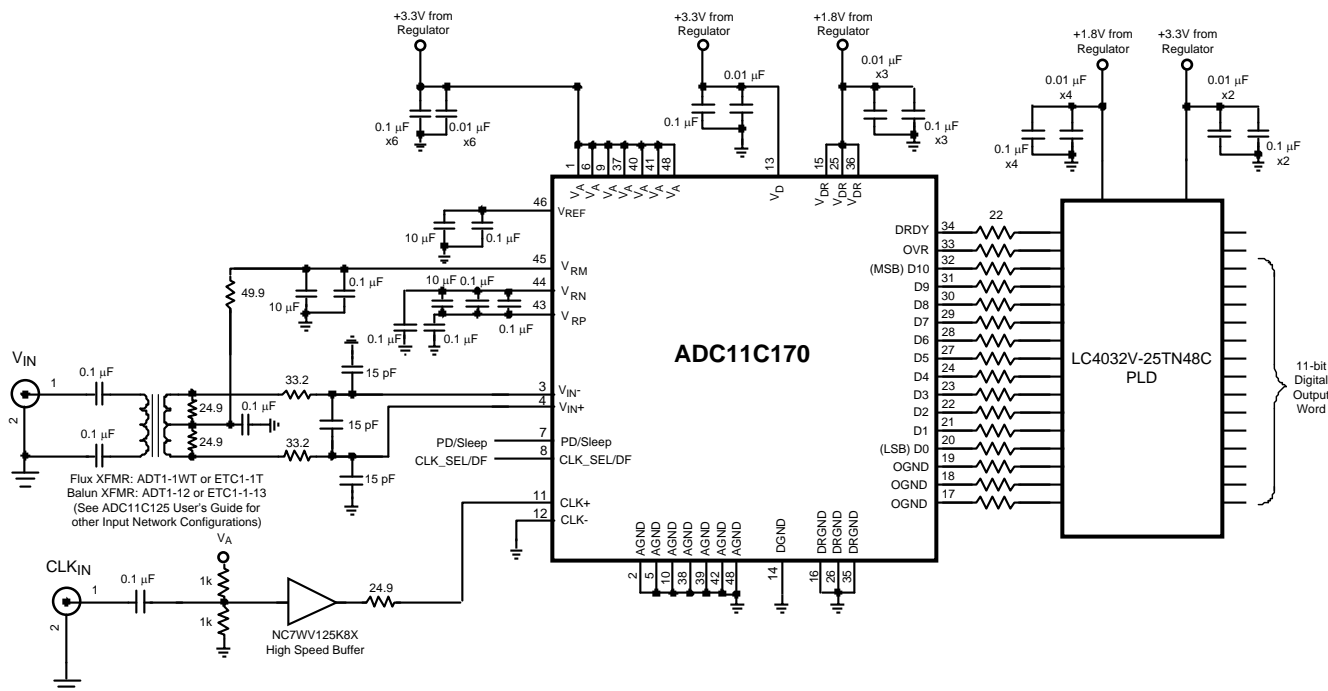 +3.3V from
Regulator
+3.3V from
Regulator
+1.8V from
Regulator
+1.8V from
Regulator
+3.3V from
Regulator
0.1 µF
x6
0.01 µF
x6
0.1 µF
0.01 µF
0.01 µF
x3
0.1 µF
x3
0.01 µF
x4
0.1 µF
x4
0.01 µF
x2
0.1 µF
x2
1
6
9
37
40
41
48
13
15
25
36
VA
VA
VA
VA
VA
VA
VA
VD
VDR
VDR
VDR
46
VREF
10 µF
0.1 µF
45
VRM
49.9
10 µF
0.1 µF
44
VRN
43
VRP
10 µF
0.1 µF
0.1 µF
0.1 µF
0.1 µF
ADC11C170
VIN
1
2
0.1 µF
0.1 µF
24.9
24.9
0.1 µF
33.2
33.2
15 pF
15 pF
15 pF
3
VIN-
4
VIN+
PD/Sleep
7
PD/Sleep
CLK_SEL/DF
8
CLK_SEL/DF
11
CLK+
12
CLK-
Flux XFMR: ADT1-1WT or ETC1-1T
Balun XFMR: ADT1-12 or ETC1-1-13
(See ADC11C125 User's Guide for
other Input Network Configurations)
VA
CLKIN
1
2
0.1 µF
1k
1k
NC7WV125K8X
High Speed Buffer
24.9
AGND
AGND
AGND
AGND
AGND
AGND
AGND
DGND
DRGND
DRGND
DRGND
2
5
10
38
39
42
48
14
16
26
35
22
DRDY 34
OVR 33
(MSB) D10 32
D9 31
D8 30
D7 29
D6 28
D5 27
D4 24
D3 23
D2 22
D1 21
(LSB) D0 20
OGND 19
OGND 18
OGND 17
LC4032V-25TN48C
PLD
11-bit
Digital
Output
Word